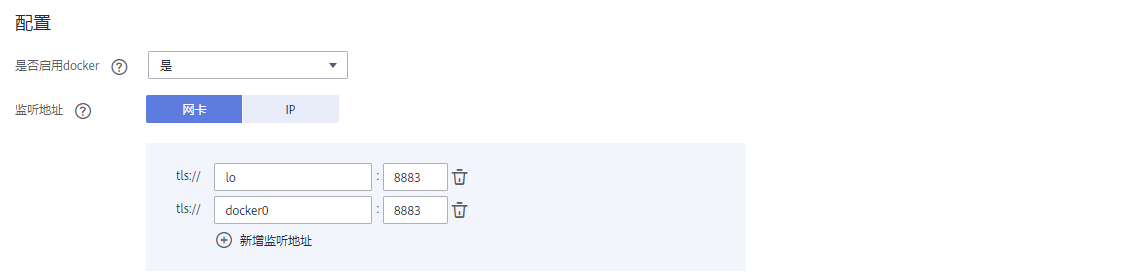 配置
是否启用docker ? 是
监听地址 ? 网卡 IP
tls:// lo : 8883
tls:// docker0 : 8883
新增监听地址